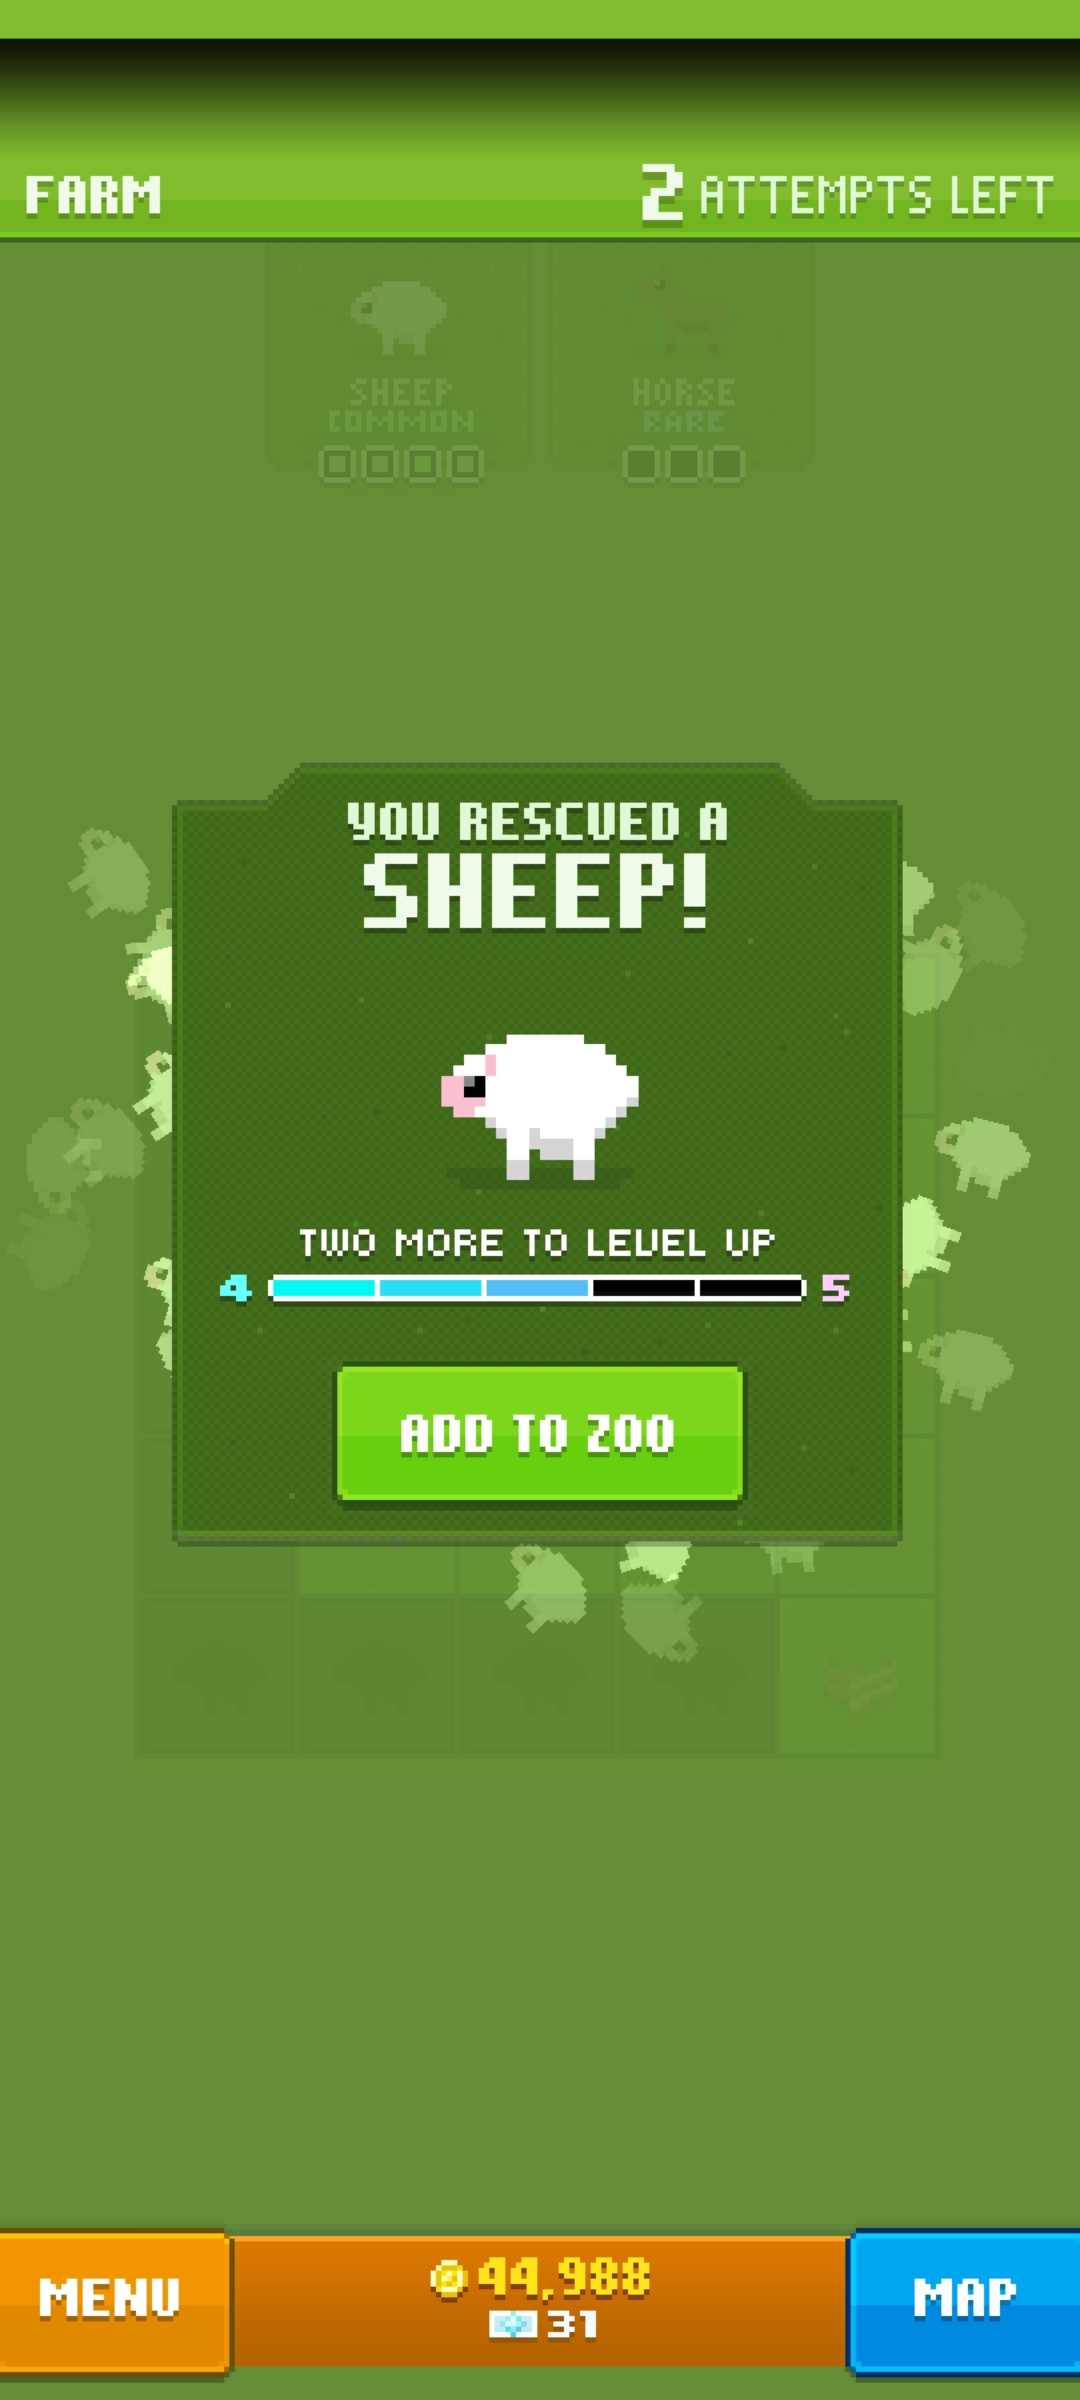 FARM
2 ATTEMPTS LEFT
SHEEP
COMMON
HORSE
RARE
YOU RESCUED A
SHEEP!
TWO MORE TO LEVEL UP
4 5
ADD TO ZOO
MENU
44,988
31
MAP